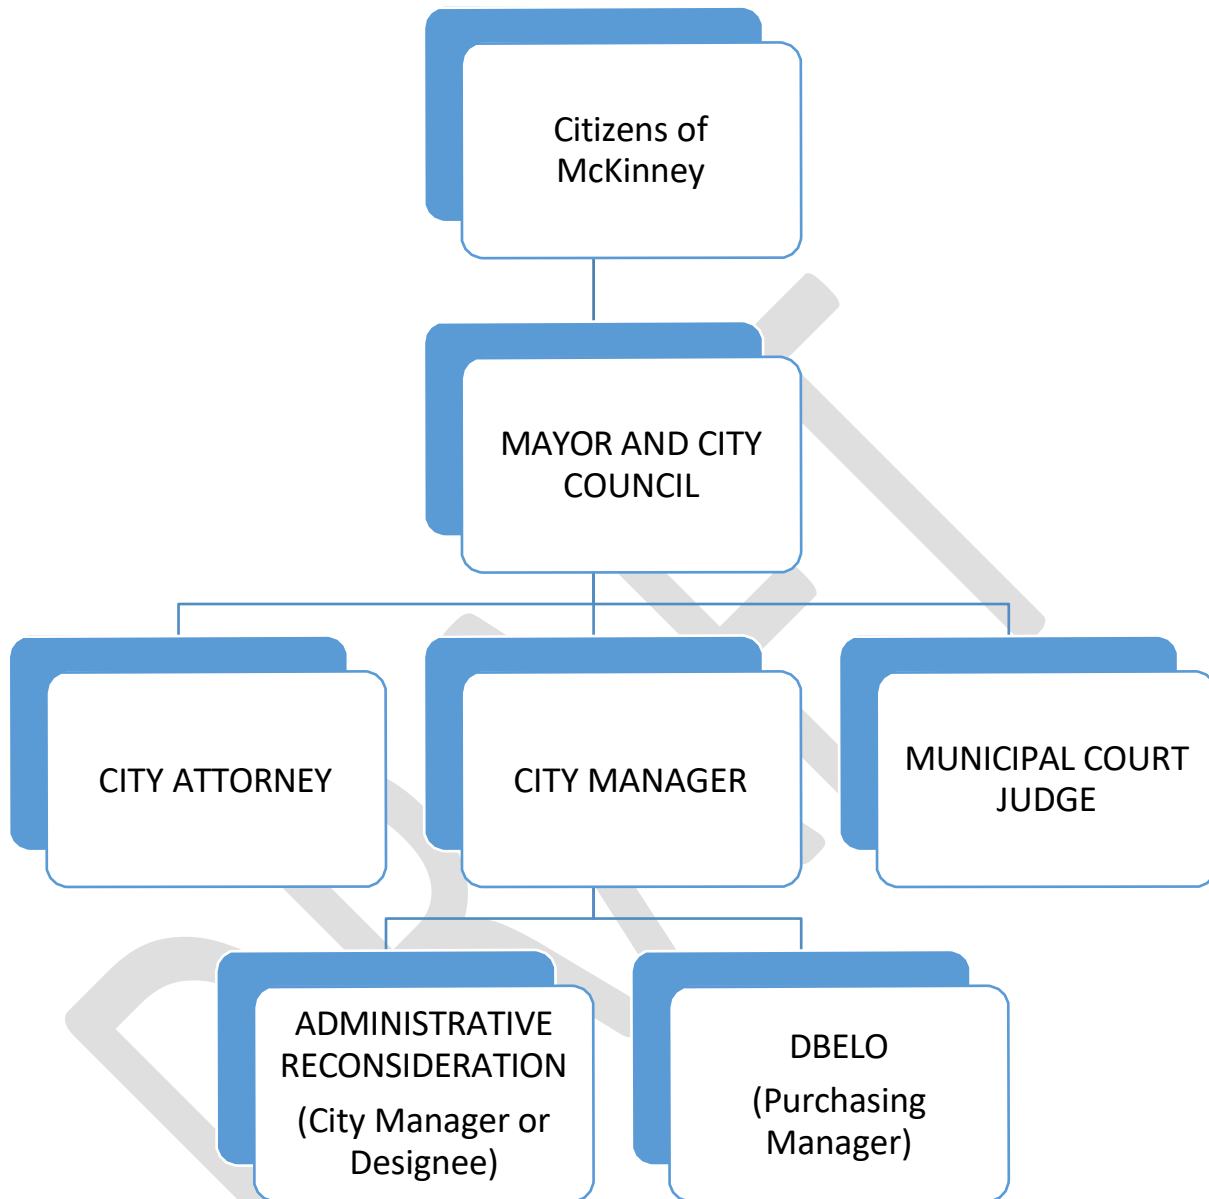 Citizens of
McKinney
MAYOR AND CITY
COUNCIL
CITY ATTORNEY
CITY MANAGER
MUNICIPAL COURT
JUDGE
ADMINISTRATIVE
RECONSIDERATION
(City Manager or
Designee)
DBELO
(Purchasing
Manager)
DRAFT